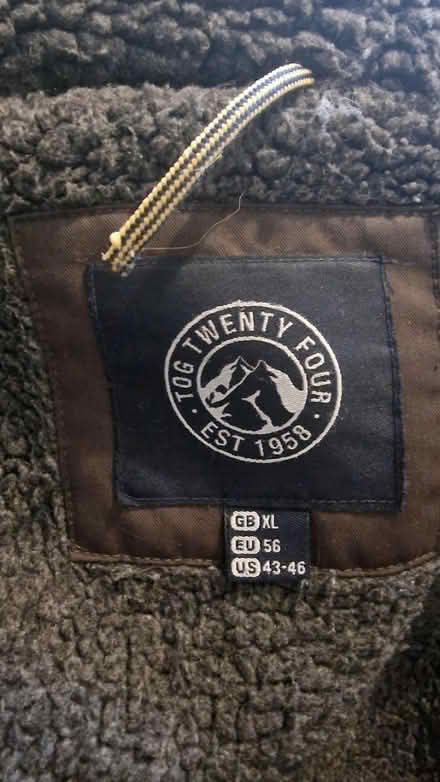 · TOG TWENTY FOUR ·
EST 1958
GB XL
EU 56
US 43-46